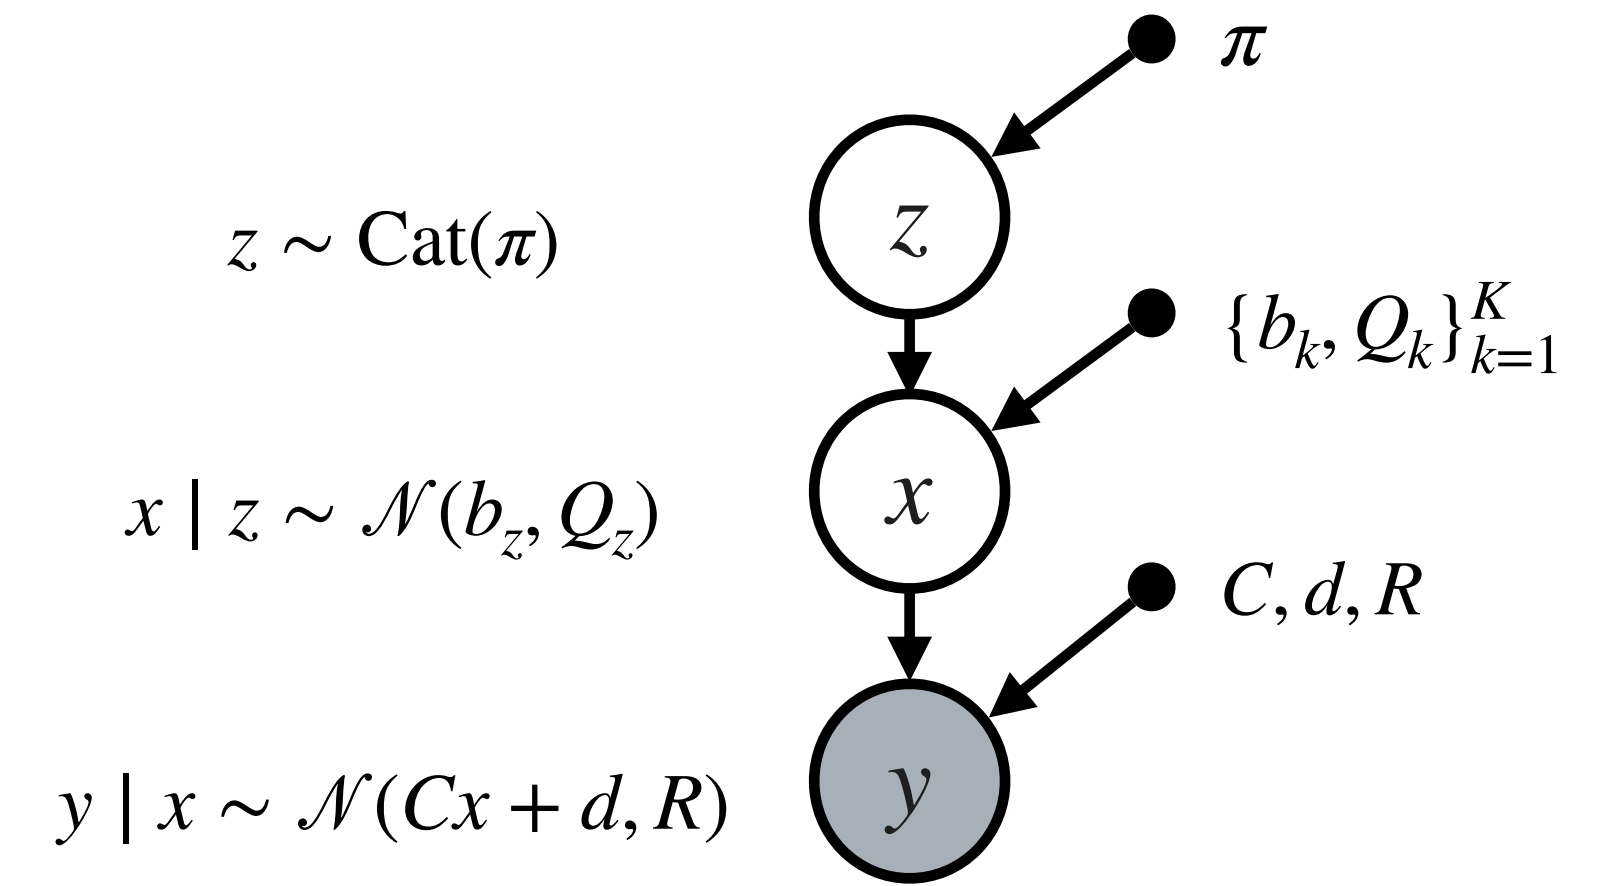 π
z ∼ Cat(π)
z
{b_k, Q_k}_{k=1}^K
x | z ∼ 𝒩(b_z, Q_z)
x
C, d, R
y | x ∼ 𝒩(Cx + d, R)
y